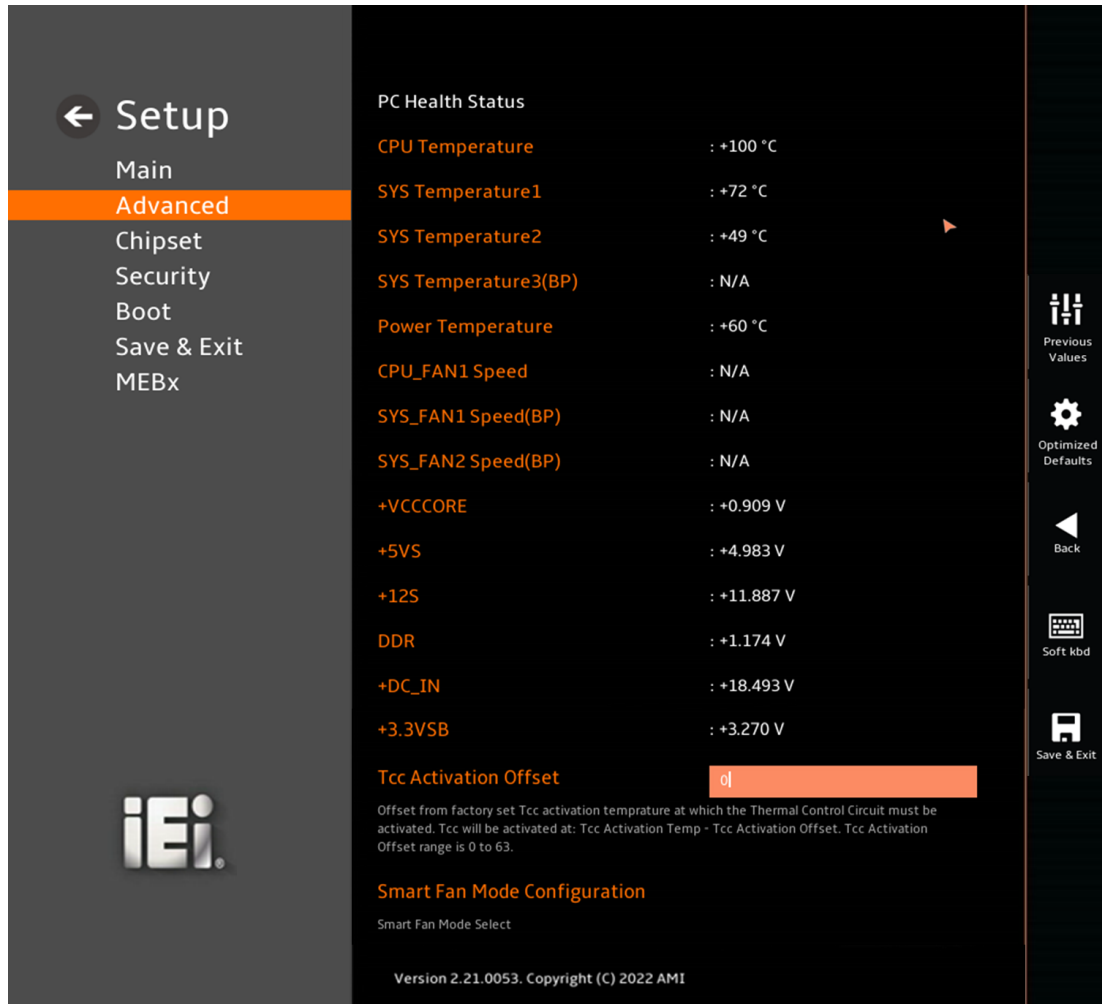 Setup
Main
Advanced
Chipset
Security
Boot
Save & Exit
MEBx
iEi
PC Health Status
CPU Temperature : +100 °C
SYS Temperature1 : +72 °C
SYS Temperature2 : +49 °C
SYS Temperature3(BP) : N/A
Power Temperature : +60 °C
CPU_FAN1 Speed : N/A
SYS_FAN1 Speed(BP) : N/A
SYS_FAN2 Speed(BP) : N/A
+VCCCORE : +0.909 V
+5VS : +4.983 V
+12S : +11.887 V
DDR : +1.174 V
+DC_IN : +18.493 V
+3.3VSB : +3.270 V
Tcc Activation Offset 0
Offset from factory set Tcc activation temprature at which the Thermal Control Circuit must be
activated. Tcc will be activated at: Tcc Activation Temp - Tcc Activation Offset. Tcc Activation
Offset range is 0 to 63.
Smart Fan Mode Configuration
Smart Fan Mode Select
Version 2.21.0053. Copyright (C) 2022 AMI
Previous
Values
Optimized
Defaults
Back
Soft kbd
Save & Exit